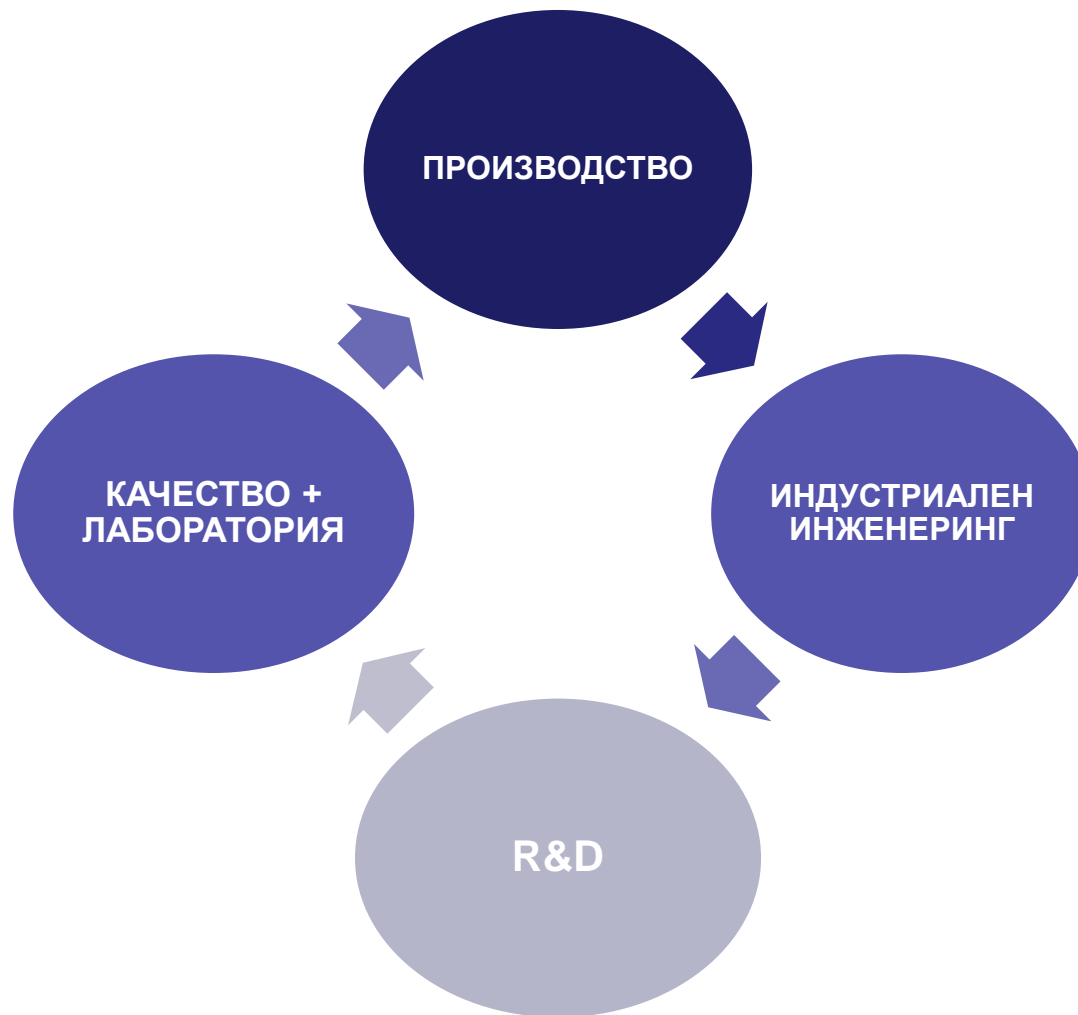 ПРОИЗВОДСТВО
КАЧЕСТВО +
ЛАБОРАТОРИЯ
ИНДУСТРИАЛЕН
ИНЖЕНЕРИНГ
R&D